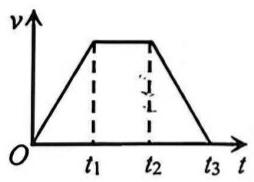 v
O t₁ t₂ t₃ t